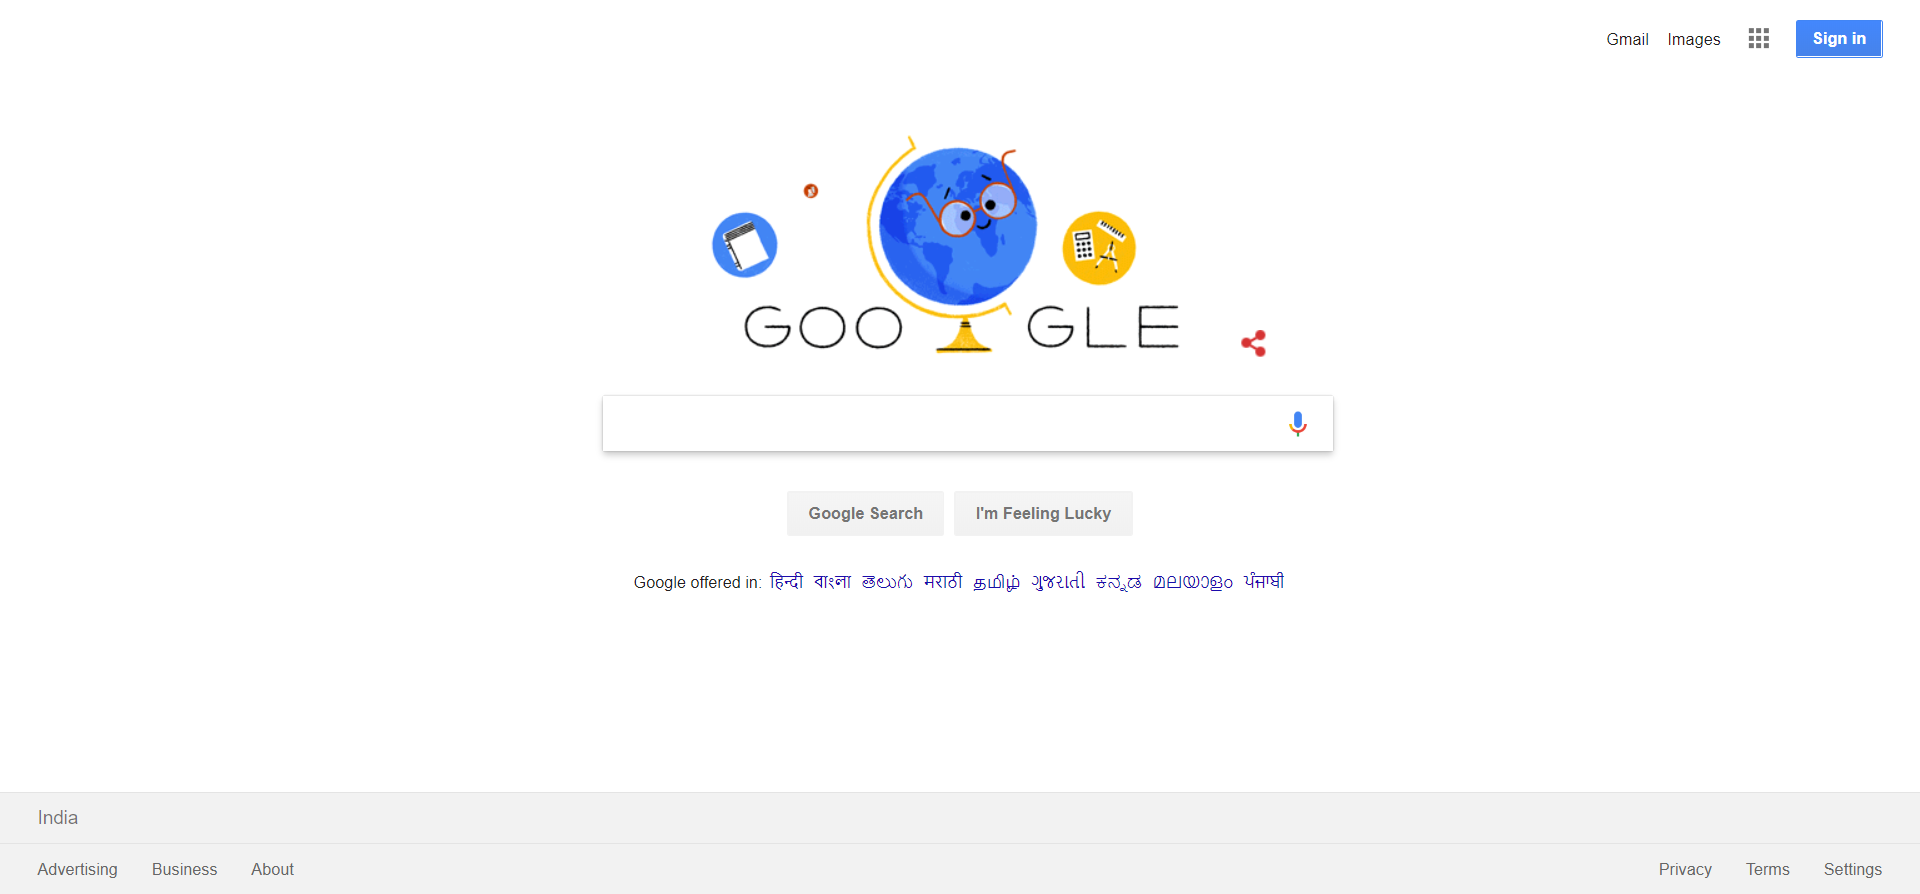 Gmail Images Sign in
GOO GLE
Google Search I'm Feeling Lucky
Google offered in: हिन्दी বাংলা తెలుగు मराठी தமிழ் ગુજરાતી ಕನ್ನಡ മലയാളം ਪੰਜਾਬੀ
India
Advertising Business About Privacy Terms Settings